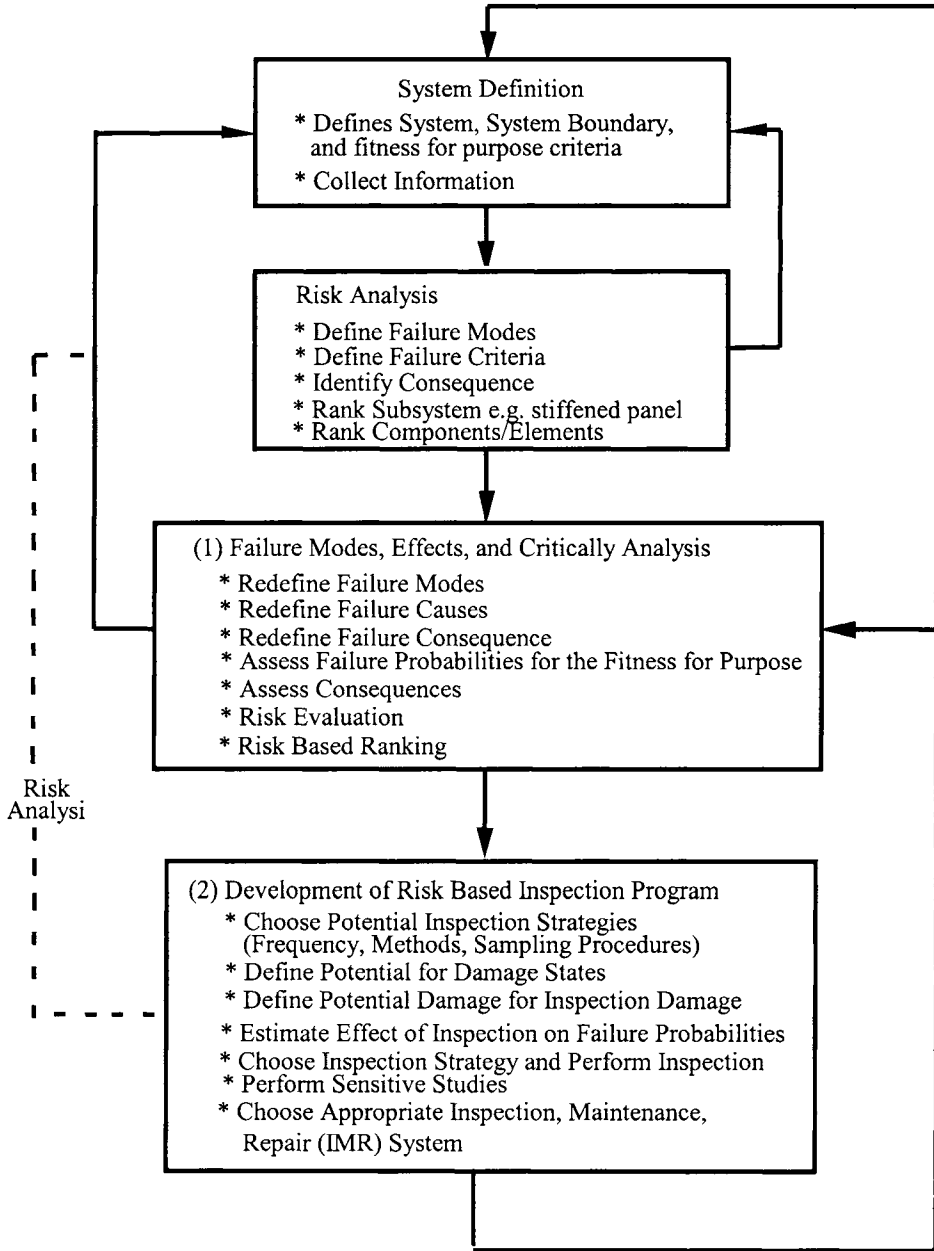 System Definition
* Defines System, System Boundary,
and fitness for purpose criteria
* Collect Information
Risk Analysis
* Define Failure Modes
* Define Failure Criteria
* Identify Consequence
* Rank Subsystem e.g. stiffened panel
* Rank Components/Elements
(1) Failure Modes, Effects, and Critically Analysis
* Redefine Failure Modes
* Redefine Failure Causes
* Redefine Failure Consequence
* Assess Failure Probabilities for the Fitness for Purpose
* Assess Consequences
* Risk Evaluation
* Risk Based Ranking
Risk
Analysi
(2) Development of Risk Based Inspection Program
* Choose Potential Inspection Strategies
(Frequency, Methods, Sampling Procedures)
* Define Potential for Damage States
* Define Potential Damage for Inspection Damage
* Estimate Effect of Inspection on Failure Probabilities
* Choose Inspection Strategy and Perform Inspection
* Perform Sensitive Studies
* Choose Appropriate Inspection, Maintenance,
Repair (IMR) System